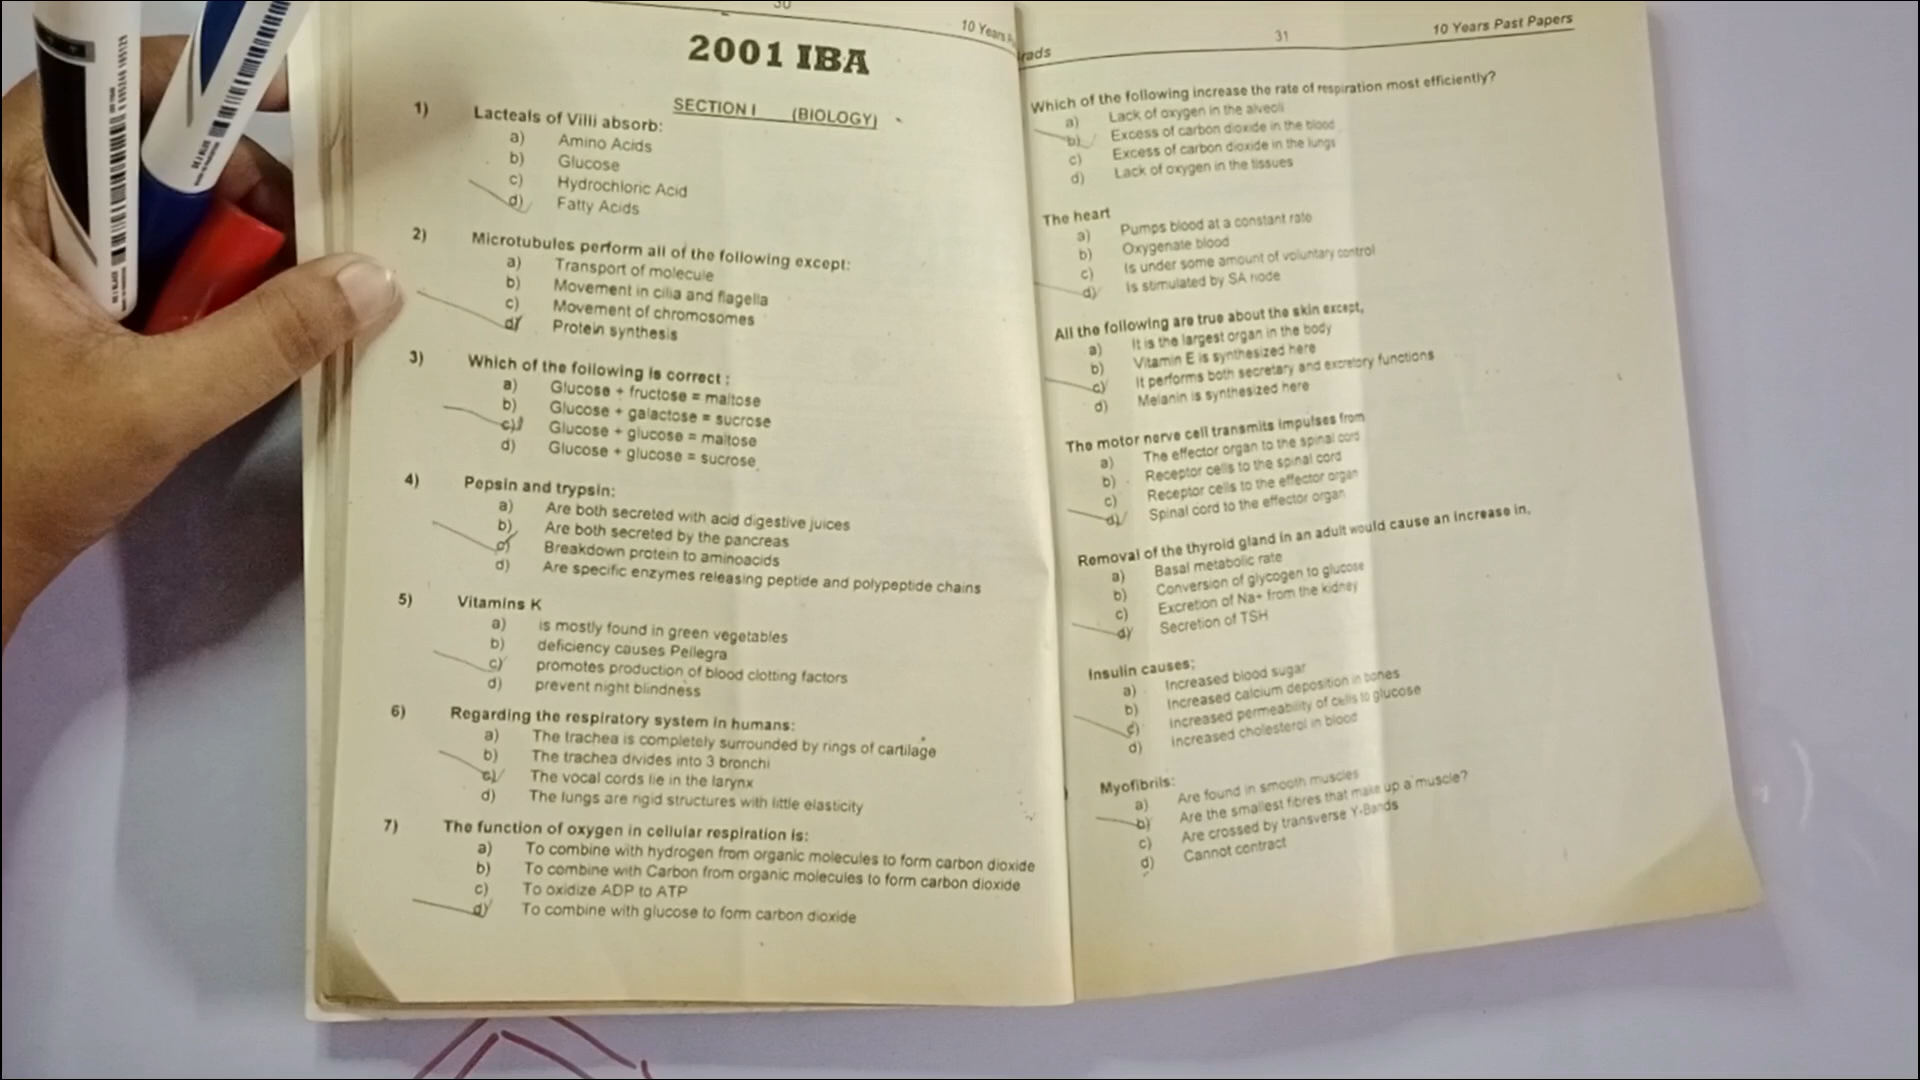 30
10 Years
2001 IBA
SECTION I (BIOLOGY)
1) Lacteals of Villi absorb:
a) Amino Acids
b) Glucose
c) Hydrochloric Acid
d) Fatty Acids
2) Microtubules perform all of the following except:
a) Transport of molecule
b) Movement in cilia and flagella
c) Movement of chromosomes
d) Protein synthesis
3) Which of the following is correct :
a) Glucose + fructose = maltose
b) Glucose + galactose = sucrose
c) Glucose + glucose = maltose
d) Glucose + glucose = sucrose
4) Pepsin and trypsin:
a) Are both secreted with acid digestive juices
b) Are both secreted by the pancreas
c) Breakdown protein to aminoacids
d) Are specific enzymes releasing peptide and polypeptide chains
5) Vitamins K
a) is mostly found in green vegetables
b) deficiency causes Pellegra
c) promotes production of blood clotting factors
d) prevent night blindness
6) Regarding the respiratory system in humans:
a) The trachea is completely surrounded by rings of cartilage
b) The trachea divides into 3 bronchi
c) The vocal cords lie in the larynx
d) The lungs are rigid structures with little elasticity
7) The function of oxygen in cellular respiration is:
a) To combine with hydrogen from organic molecules to form carbon dioxide
b) To combine with Carbon from organic molecules to form carbon dioxide
c) To oxidize ADP to ATP
d) To combine with glucose to form carbon dioxide
rads 31 10 Years Past Papers
Which of the following increase the rate of respiration most efficiently?
a) Lack of oxygen in the alveoli
b) Excess of carbon dioxide in the blood
c) Excess of carbon dioxide in the lungs
d) Lack of oxygen in the tissues
The heart
a) Pumps blood at a constant rate
b) Oxygenate blood
c) Is under some amount of voluntary control
d) Is stimulated by SA node
All the following are true about the skin except,
a) It is the largest organ in the body
b) Vitamin E is synthesized here
c) It performs both secretary and excretory functions
d) Melanin is synthesized here
The motor nerve cell transmits impulses from
a) The effector organ to the spinal cord
b) Receptor cells to the spinal cord
c) Receptor cells to the effector organ
d) Spinal cord to the effector organ
Removal of the thyroid gland in an adult would cause an increase in,
a) Basal metabolic rate
b) Conversion of glycogen to glucose
c) Excretion of Na+ from the kidney
d) Secretion of TSH
Insulin causes;
a) Increased blood sugar
b) Increased calcium deposition in bones
c) Increased permeability of cells to glucose
d) Increased cholesterol in blood
Myofibrils:
a) Are found in smooth muscles
b) Are the smallest fibres that make up a muscle?
c) Are crossed by transverse Y-Bands
d) Cannot contract